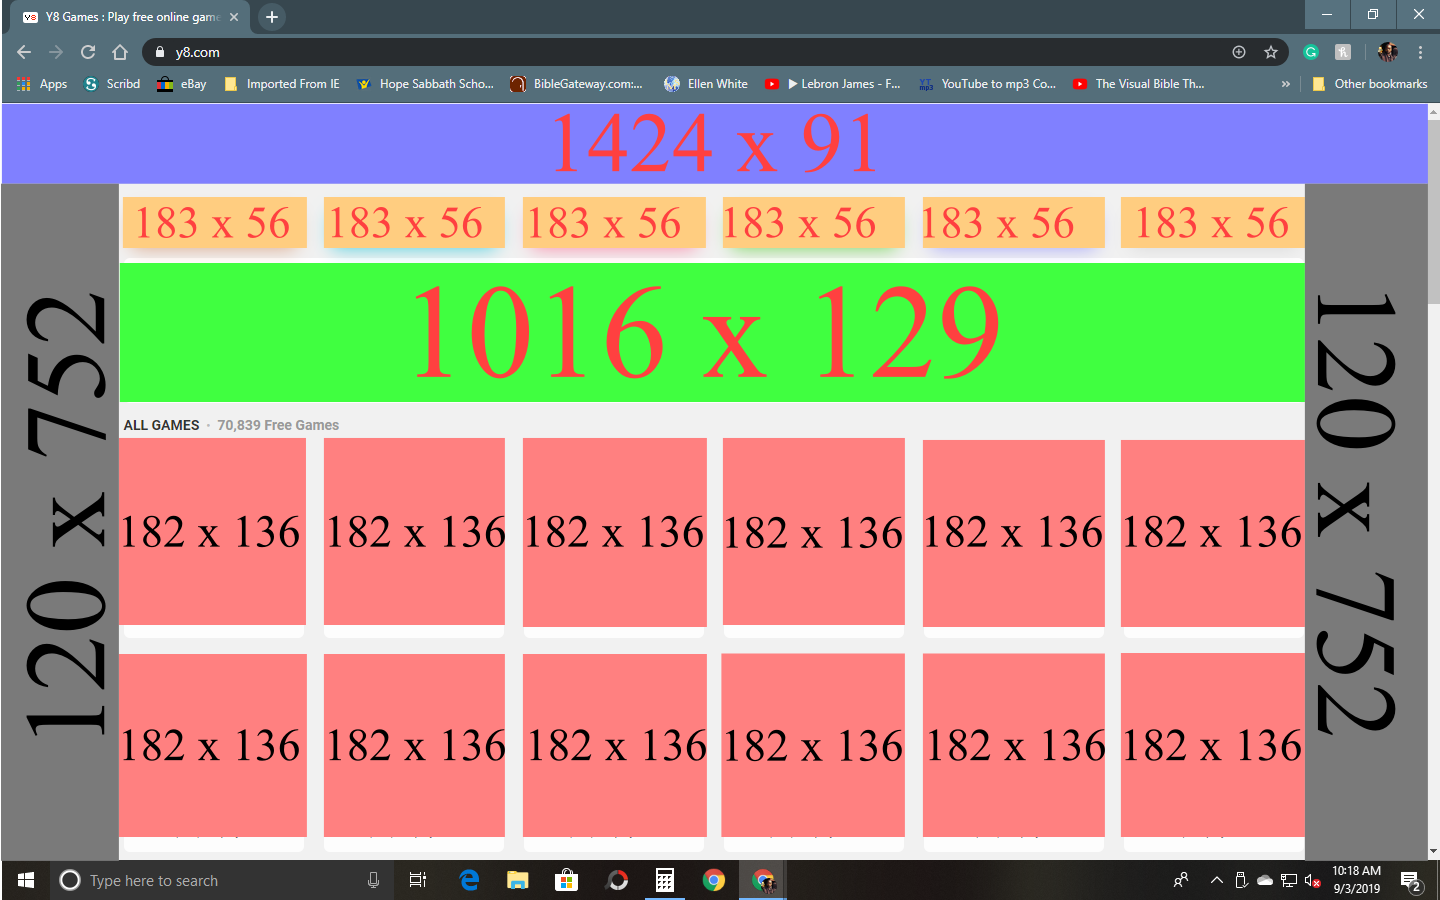 Y8 Games : Play free online game
y8.com
Apps Scribd eBay Imported From IE Hope Sabbath Scho... BibleGateway.com:... Ellen White ▶ Lebron James - F... YouTube to mp3 Co... The Visual Bible Th... » Other bookmarks
1424 x 91
183 x 56 183 x 56 183 x 56 183 x 56 183 x 56 183 x 56
120 x 752
1016 x 129
120 x 752
ALL GAMES · 70,839 Free Games
182 x 136 182 x 136 182 x 136 182 x 136 182 x 136 182 x 136
182 x 136 182 x 136 182 x 136 182 x 136 182 x 136 182 x 136
Type here to search
10:18 AM
9/3/2019
2